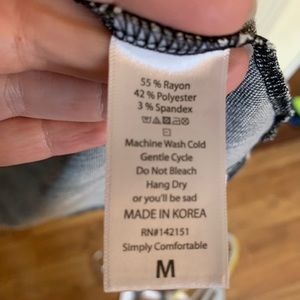 55 % Rayon
42 % Polyester
3 % Spandex
Machine Wash Cold
Gentle Cycle
Do Not Bleach
Hang Dry
or you'll be sad
MADE IN KOREA
RN#142151
Simply Comfortable
M